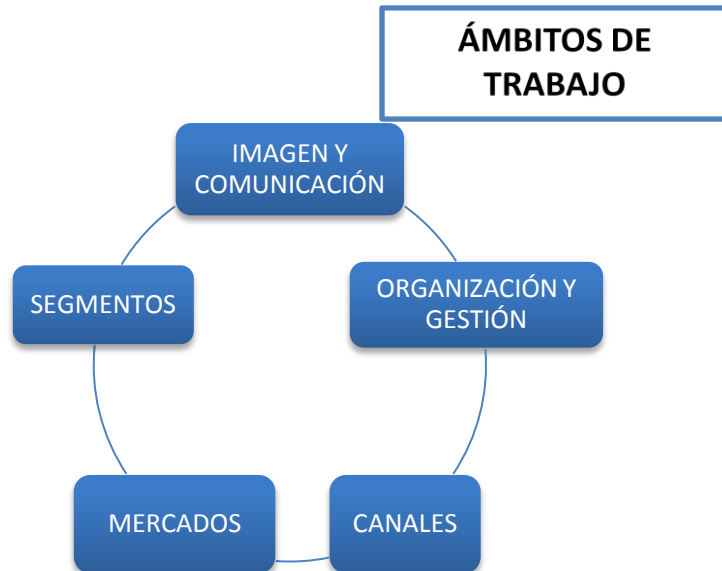 ÁMBITOS DE
TRABAJO
IMAGEN Y
COMUNICACIÓN
SEGMENTOS
ORGANIZACIÓN Y
GESTIÓN
MERCADOS
CANALES